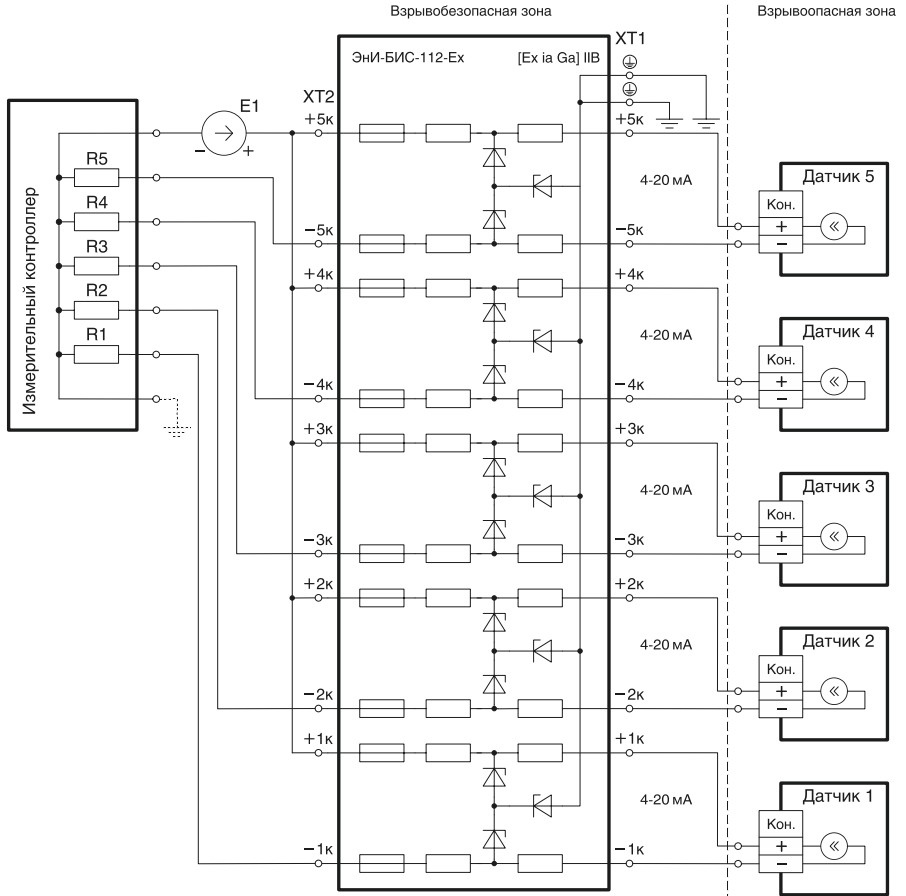 Взрывобезопасная зона
Взрывоопасная зона
ЭнИ-БИС-112-Ex
[Ex ia Ga] IIB
XT1
XT2
E1
− +
Измерительный контроллер
R5
R4
R3
R2
R1
+5к
+5к
4-20 мА
−5к
−5к
Датчик 5
Кон.
+
−
+4к
+4к
4-20 мА
−4к
−4к
Датчик 4
Кон.
+
−
+3к
+3к
4-20 мА
−3к
−3к
Датчик 3
Кон.
+
−
+2к
+2к
4-20 мА
−2к
−2к
Датчик 2
Кон.
+
−
+1к
+1к
4-20 мА
−1к
−1к
Датчик 1
Кон.
+
−